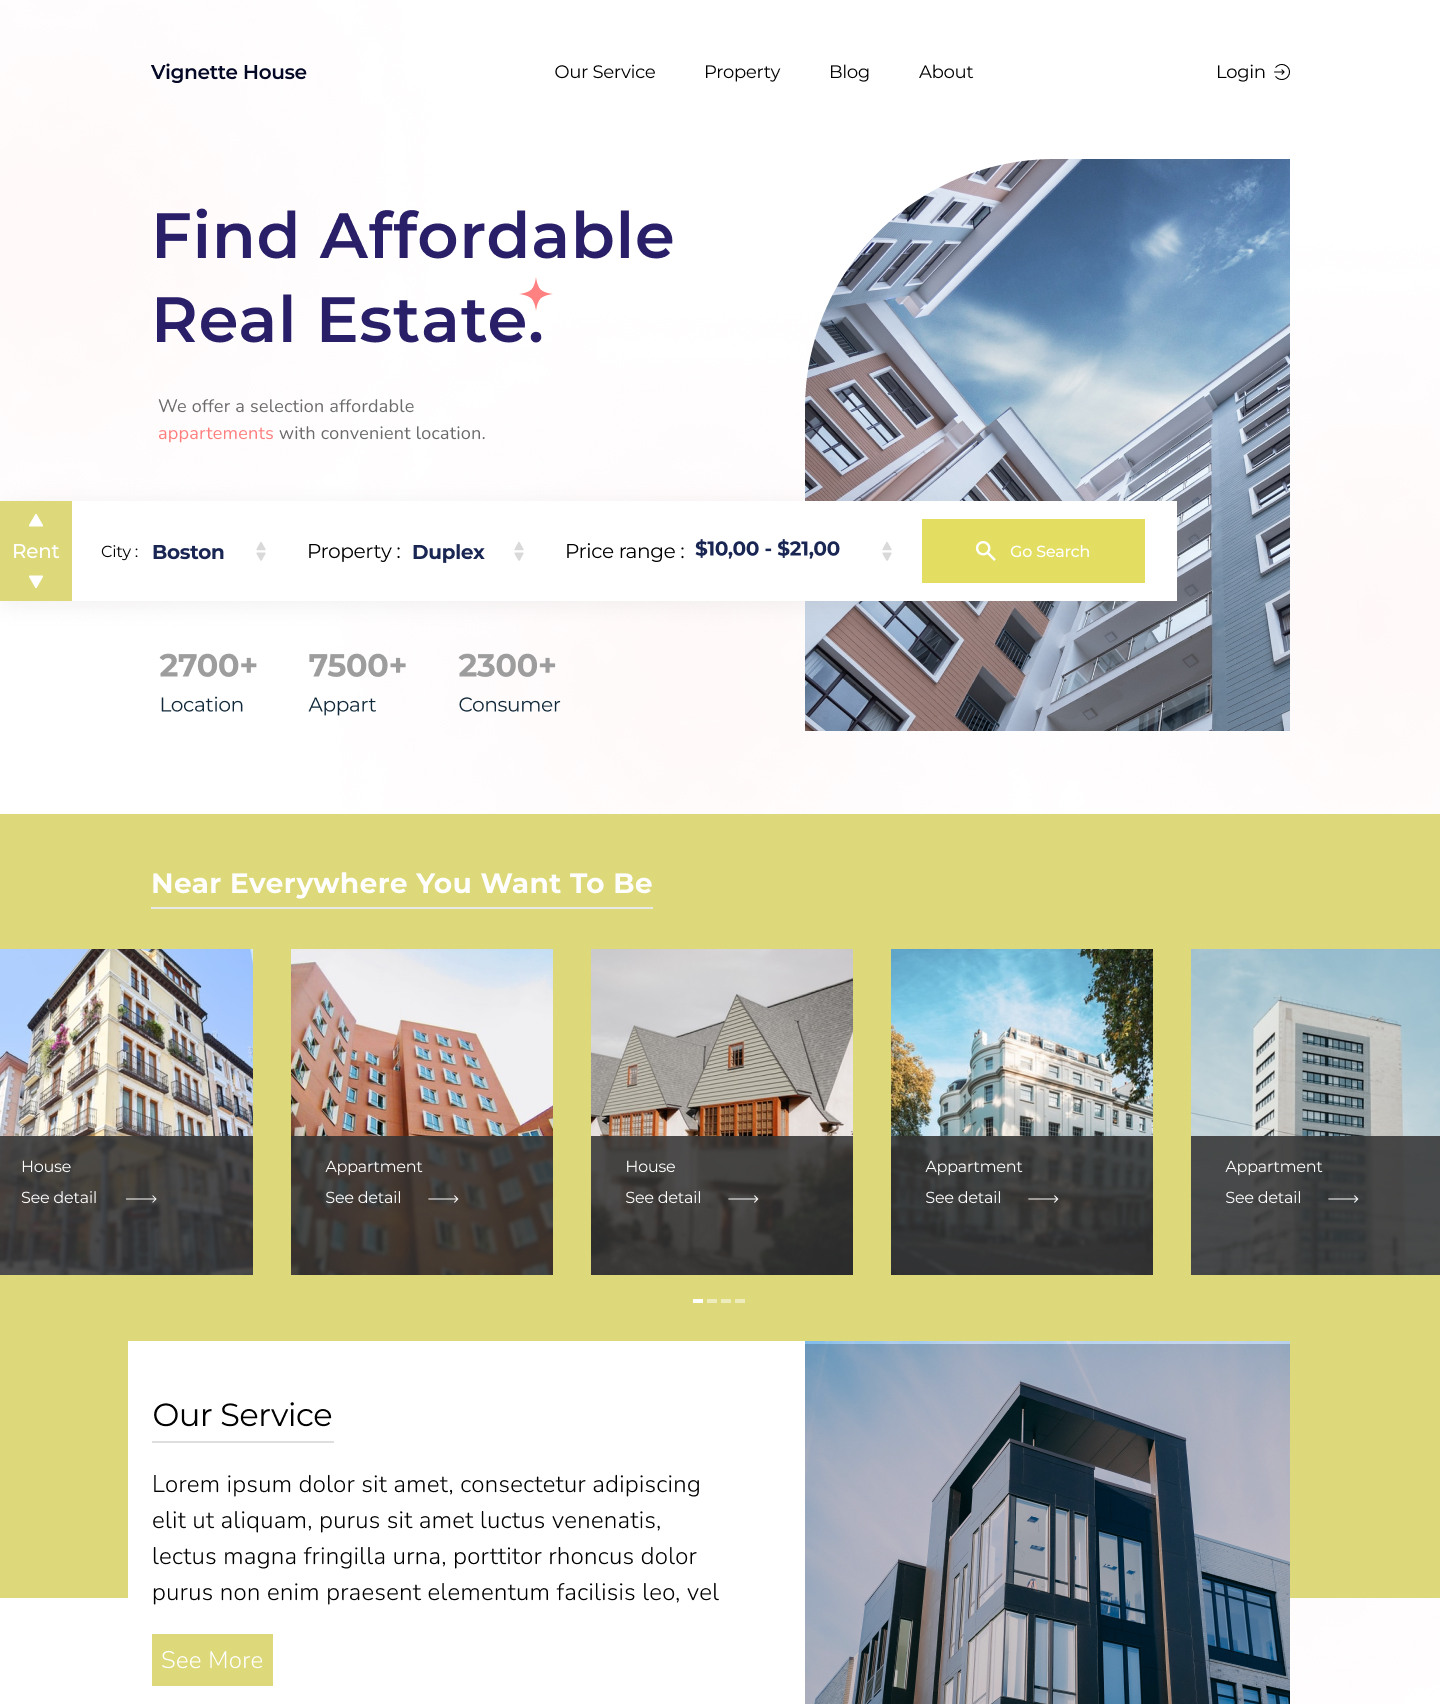 Vignette House
Our Service Property Blog About
Login
Find Affordable
Real Estate.
We offer a selection affordable
appartements with convenient location.
Rent
City : Boston
Property : Duplex
Price range : $10,00 - $21,00
Go Search
2700+ 7500+ 2300+
Location Appart Consumer
Near Everywhere You Want To Be
House
See detail
Appartment
See detail
House
See detail
Appartment
See detail
Appartment
See detail
Our Service
Lorem ipsum dolor sit amet, consectetur adipiscing
elit ut aliquam, purus sit amet luctus venenatis,
lectus magna fringilla urna, porttitor rhoncus dolor
purus non enim praesent elementum facilisis leo, vel
See More